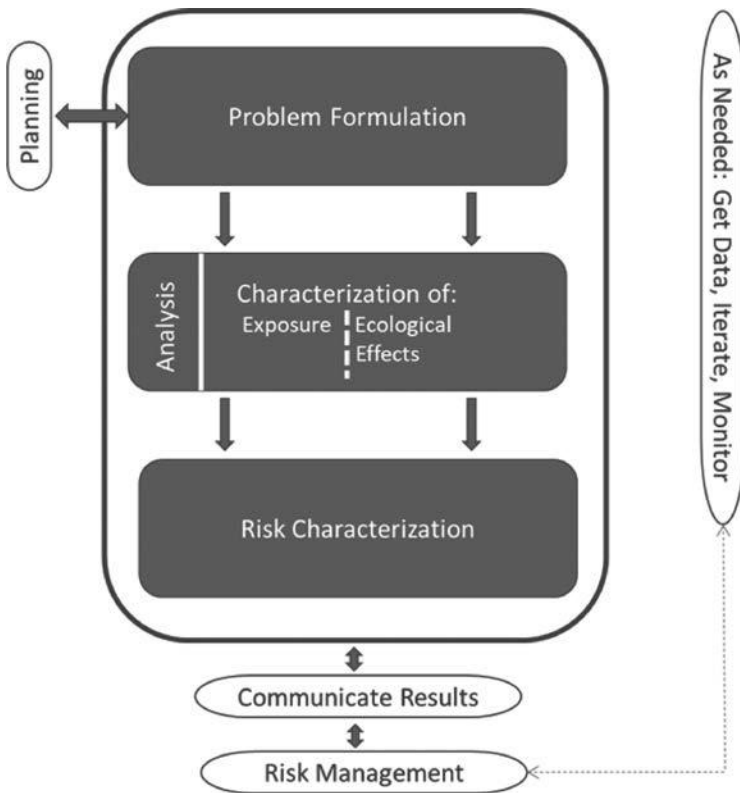 Planning
Problem Formulation
Analysis
Characterization of:
Exposure
Ecological
Effects
Risk Characterization
Communicate Results
Risk Management
As Needed: Get Data, Iterate, Monitor